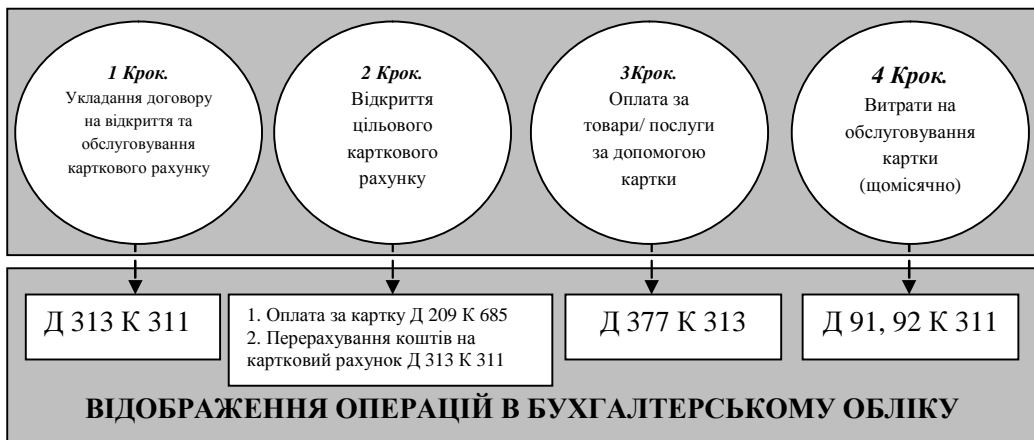 1 Крок.
Укладання договору
на відкриття та
обслуговування
карткового рахунку
2 Крок.
Відкриття
цільового
карткового
рахунку
3Крок.
Оплата за
товари/ послуги
за допомогою
картки
4 Крок.
Витрати на
обслуговування
картки
(щомісячно)
Д 313 К 311
1. Оплата за картку Д 209 К 685
2. Перерахування коштів на
картковий рахунок Д 313 К 311
Д 377 К 313
Д 91, 92 К 311
ВІДОБРАЖЕННЯ ОПЕРАЦІЙ В БУХГАЛТЕРСЬКОМУ ОБЛІКУ